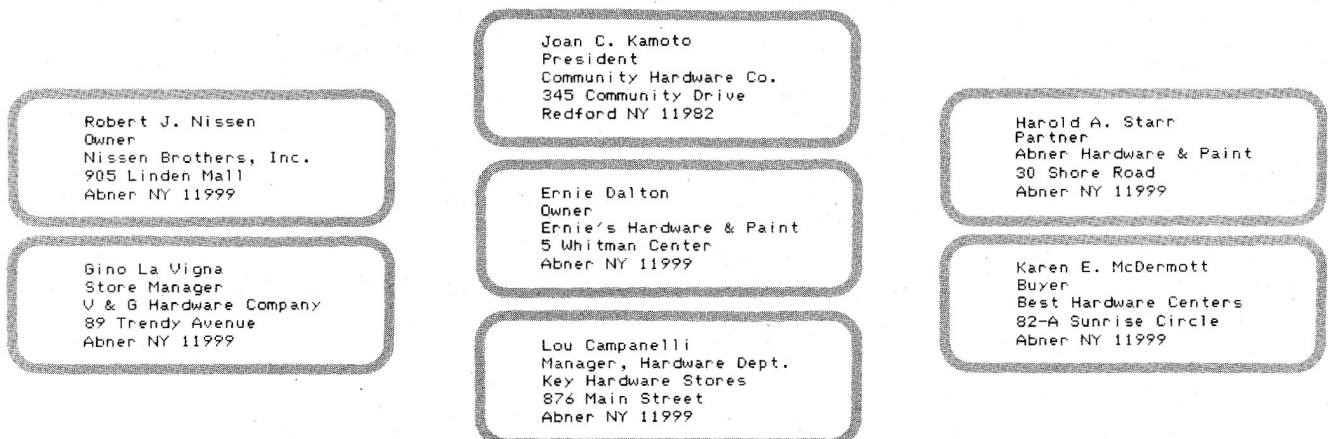 Robert J. Nissen
Owner
Nissen Brothers, Inc.
905 Linden Mall
Abner NY 11999
Gino La Vigna
Store Manager
V & G Hardware Company
89 Trendy Avenue
Abner NY 11999
Joan C. Kamoto
President
Community Hardware Co.
345 Community Drive
Redford NY 11982
Ernie Dalton
Owner
Ernie's Hardware & Paint
5 Whitman Center
Abner NY 11999
Lou Campanelli
Manager, Hardware Dept.
Key Hardware Stores
876 Main Street
Abner NY 11999
Harold A. Starr
Partner
Abner Hardware & Paint
30 Shore Road
Abner NY 11999
Karen E. McDermott
Buyer
Best Hardware Centers
82-A Sunrise Circle
Abner NY 11999